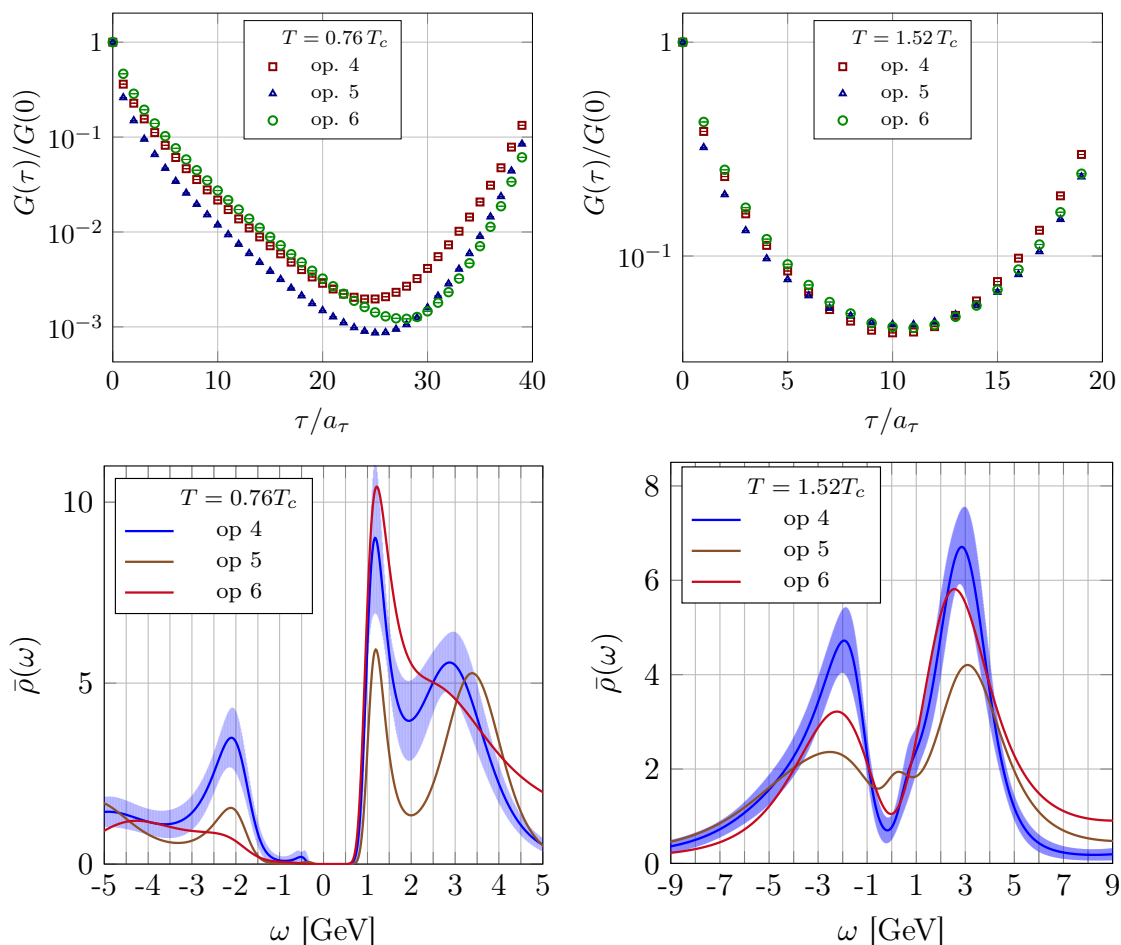 1
10⁻¹
10⁻²
10⁻³
G(τ)/G(0)
T = 0.76 T_c
op. 4
op. 5
op. 6
0 10 20 30 40
τ/a_τ
1
10⁻¹
G(τ)/G(0)
T = 1.52 T_c
op. 4
op. 5
op. 6
0 5 10 15 20
τ/a_τ
10
5
0
ρ̄(ω)
T = 0.76T_c
op 4
op 5
op 6
-5 -4 -3 -2 -1 0 1 2 3 4 5
ω [GeV]
8
6
4
2
0
ρ̄(ω)
T = 1.52T_c
op 4
op 5
op 6
-9 -7 -5 -3 -1 1 3 5 7 9
ω [GeV]